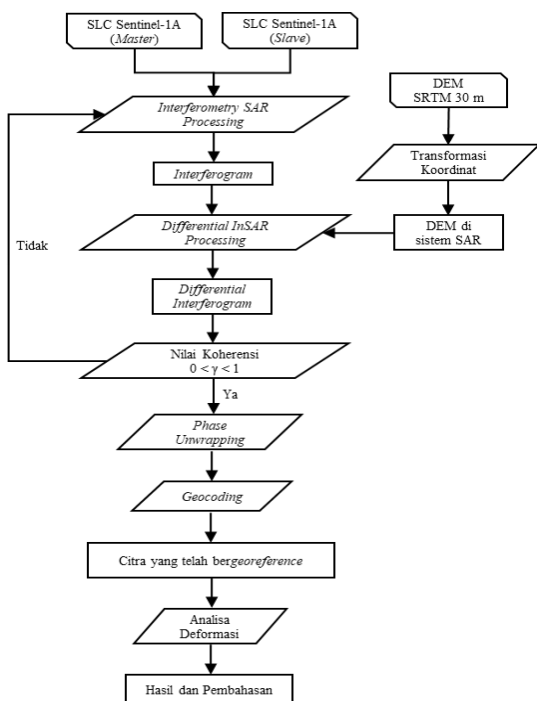 SLC Sentinel-1A
(Master)
SLC Sentinel-1A
(Slave)
DEM
SRTM 30 m
Interferometry SAR
Processing
Transformasi
Koordinat
Interferogram
Tidak
Differential InSAR
Processing
DEM di
sistem SAR
Differential
Interferogram
Nilai Koherensi
0 < γ < 1
Ya
Phase
Unwrapping
Geocoding
Citra yang telah bergeoreference
Analisa
Deformasi
Hasil dan Pembahasan